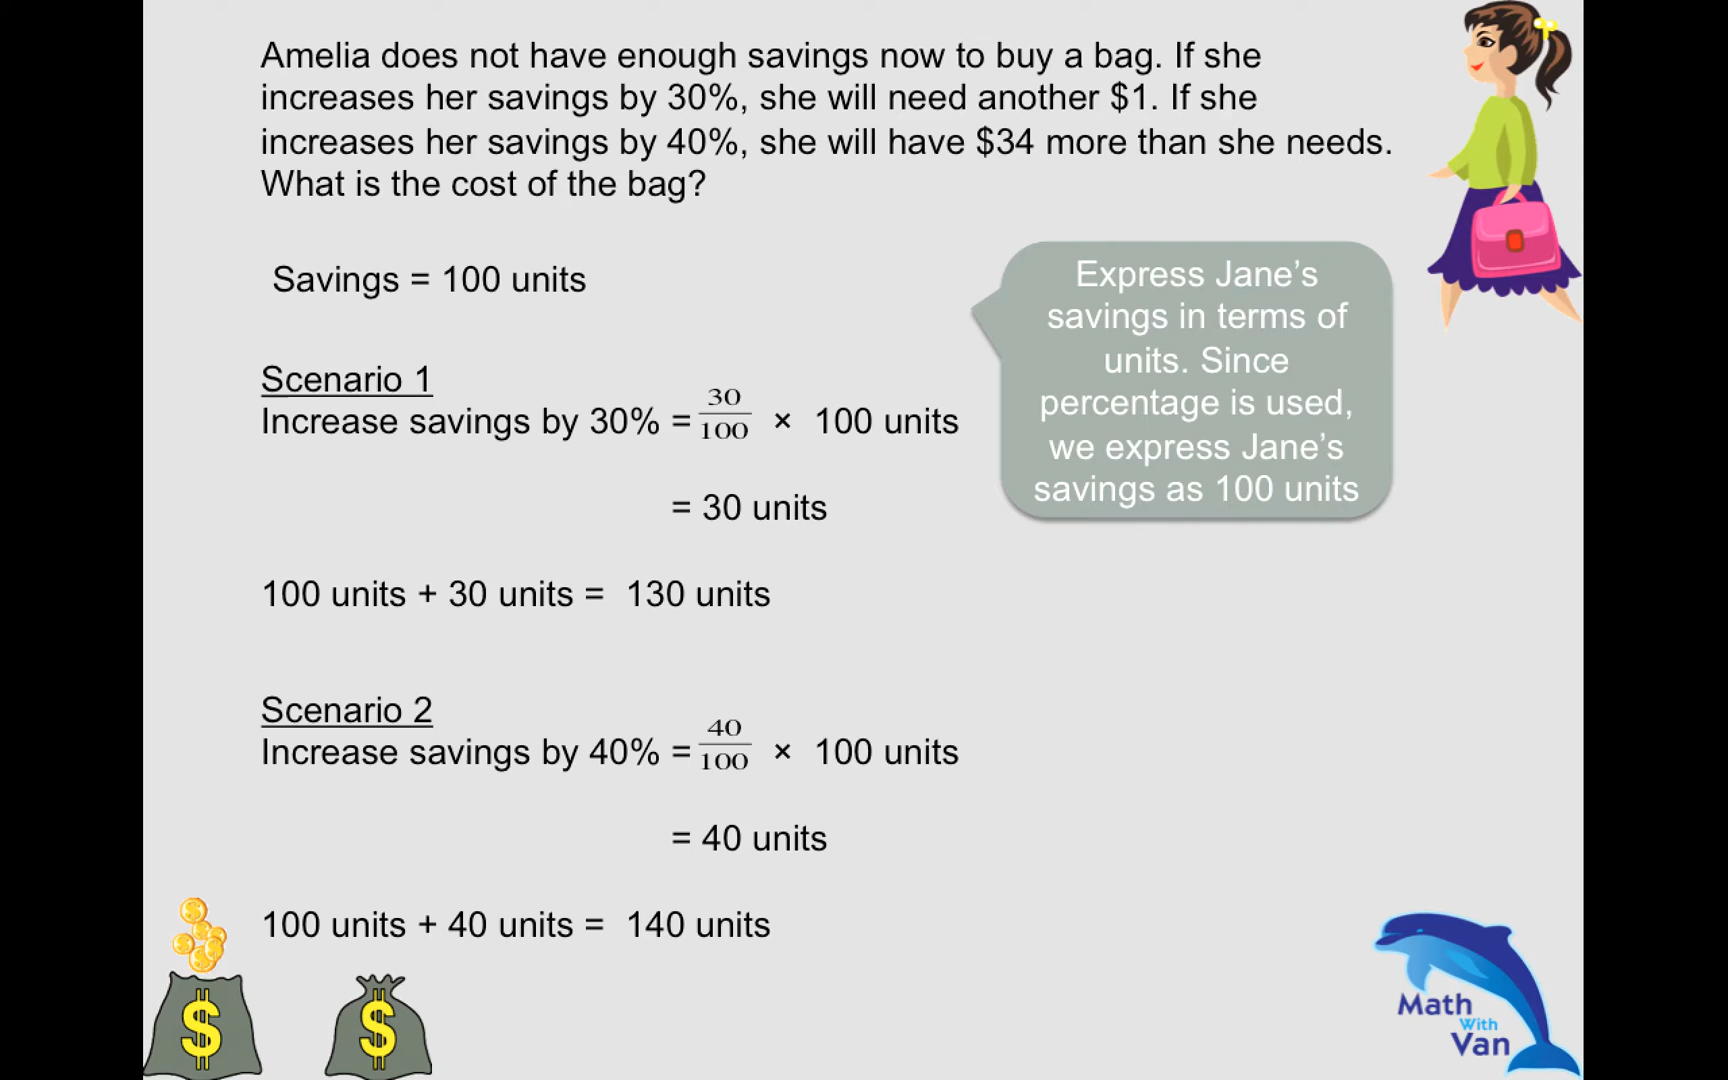 Amelia does not have enough savings now to buy a bag. If she
increases her savings by 30%, she will need another $1. If she
increases her savings by 40%, she will have $34 more than she needs.
What is the cost of the bag?
Savings = 100 units
Express Jane’s
savings in terms of
units. Since
percentage is used,
we express Jane’s
savings as 100 units
Scenario 1
Increase savings by 30% = 30/100 × 100 units
= 30 units
100 units + 30 units = 130 units
Scenario 2
Increase savings by 40% = 40/100 × 100 units
= 40 units
100 units + 40 units = 140 units
$
$
Math
With
Van